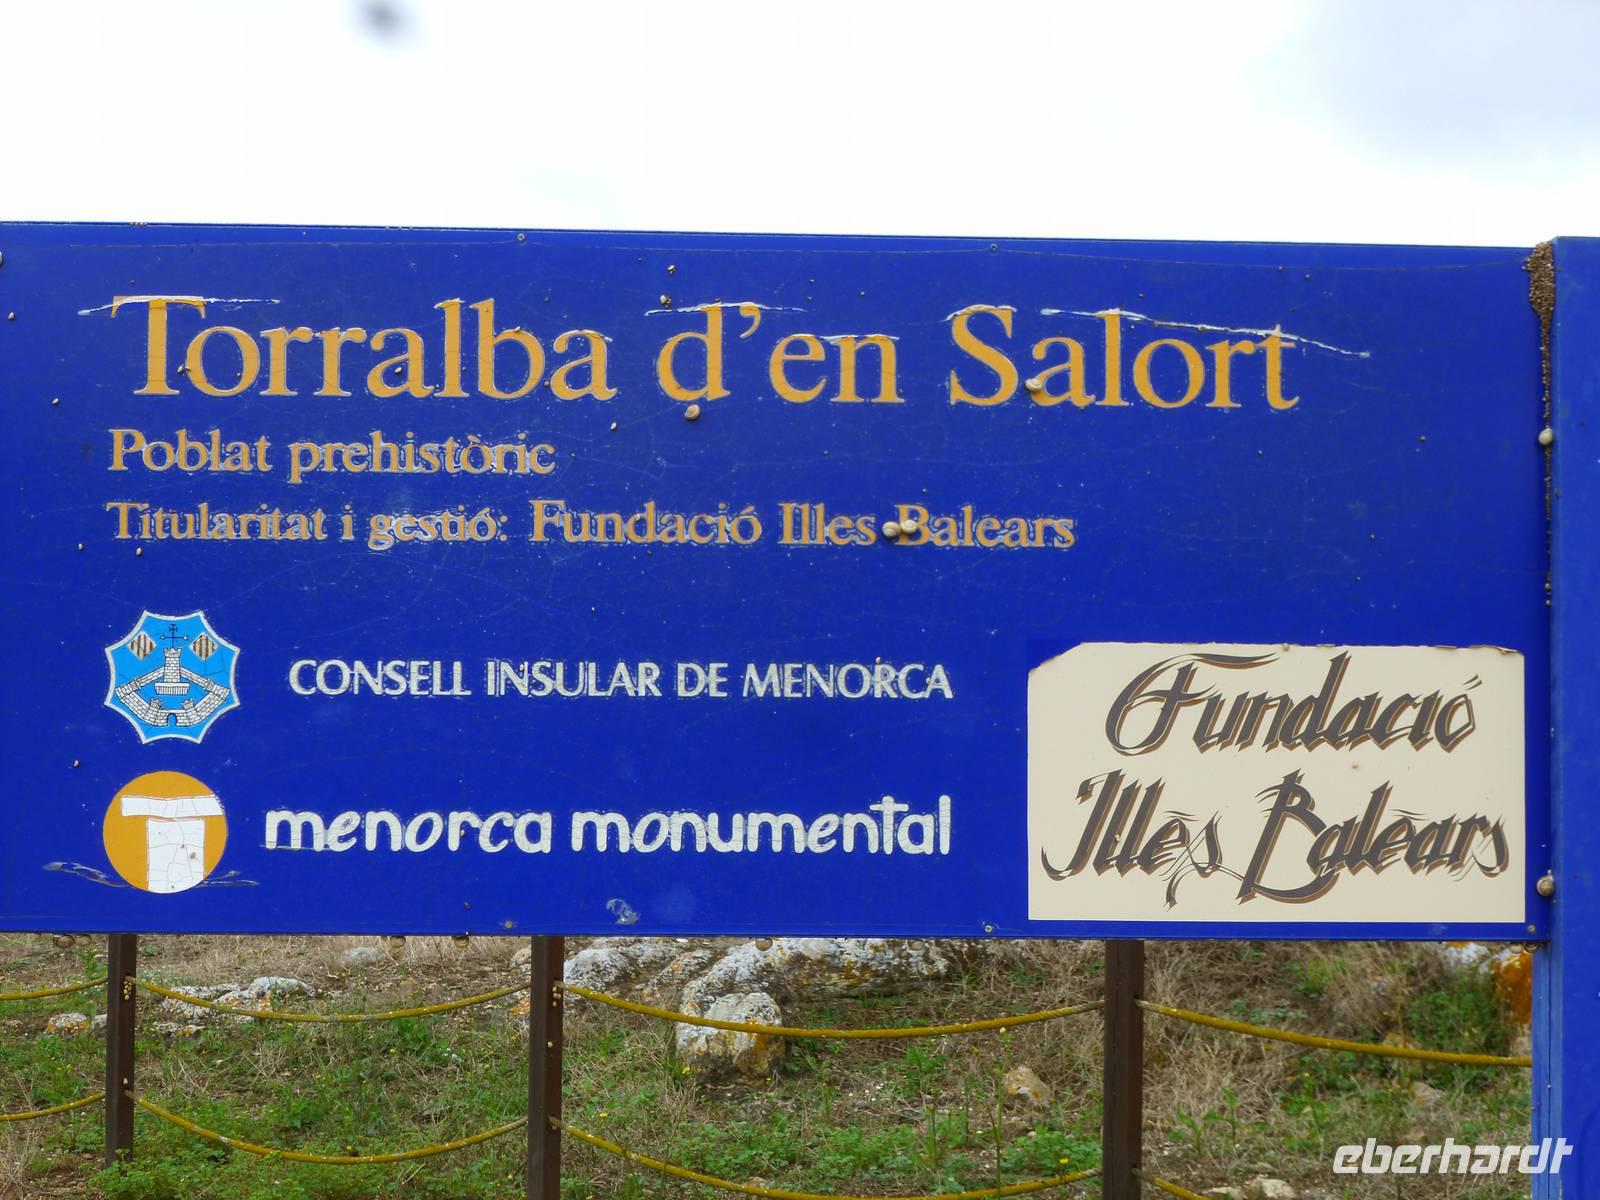 Torralba d'en Salort
Poblat prehistòric
Titularitat i gestió: Fundació Illes Balears
CONSELL INSULAR DE MENORCA
menorca monumental
Fundació
Illes Balears
eberhardt